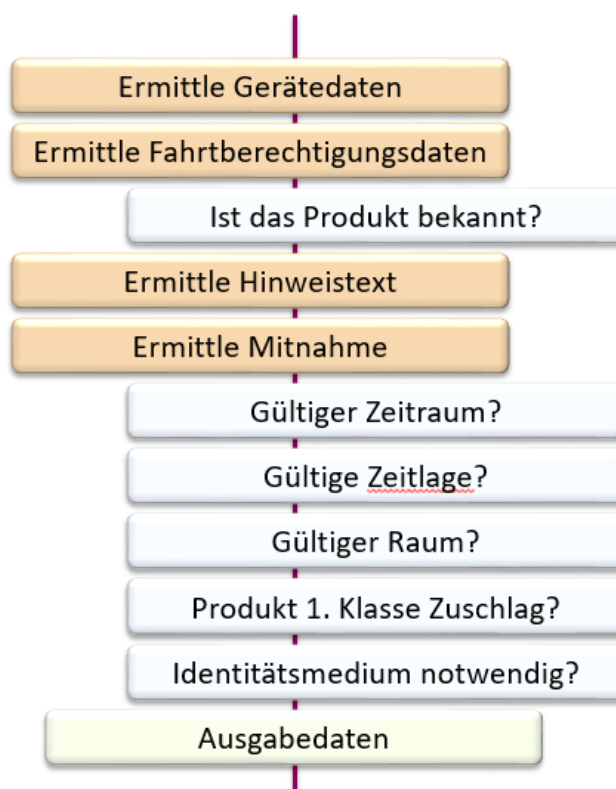 Ermittle Gerätedaten
Ermittle Fahrtberechtigungsdaten
Ist das Produkt bekannt?
Ermittle Hinweistext
Ermittle Mitnahme
Gültiger Zeitraum?
Gültige Zeitlage?
Gültiger Raum?
Produkt 1. Klasse Zuschlag?
Identitätsmedium notwendig?
Ausgabedaten